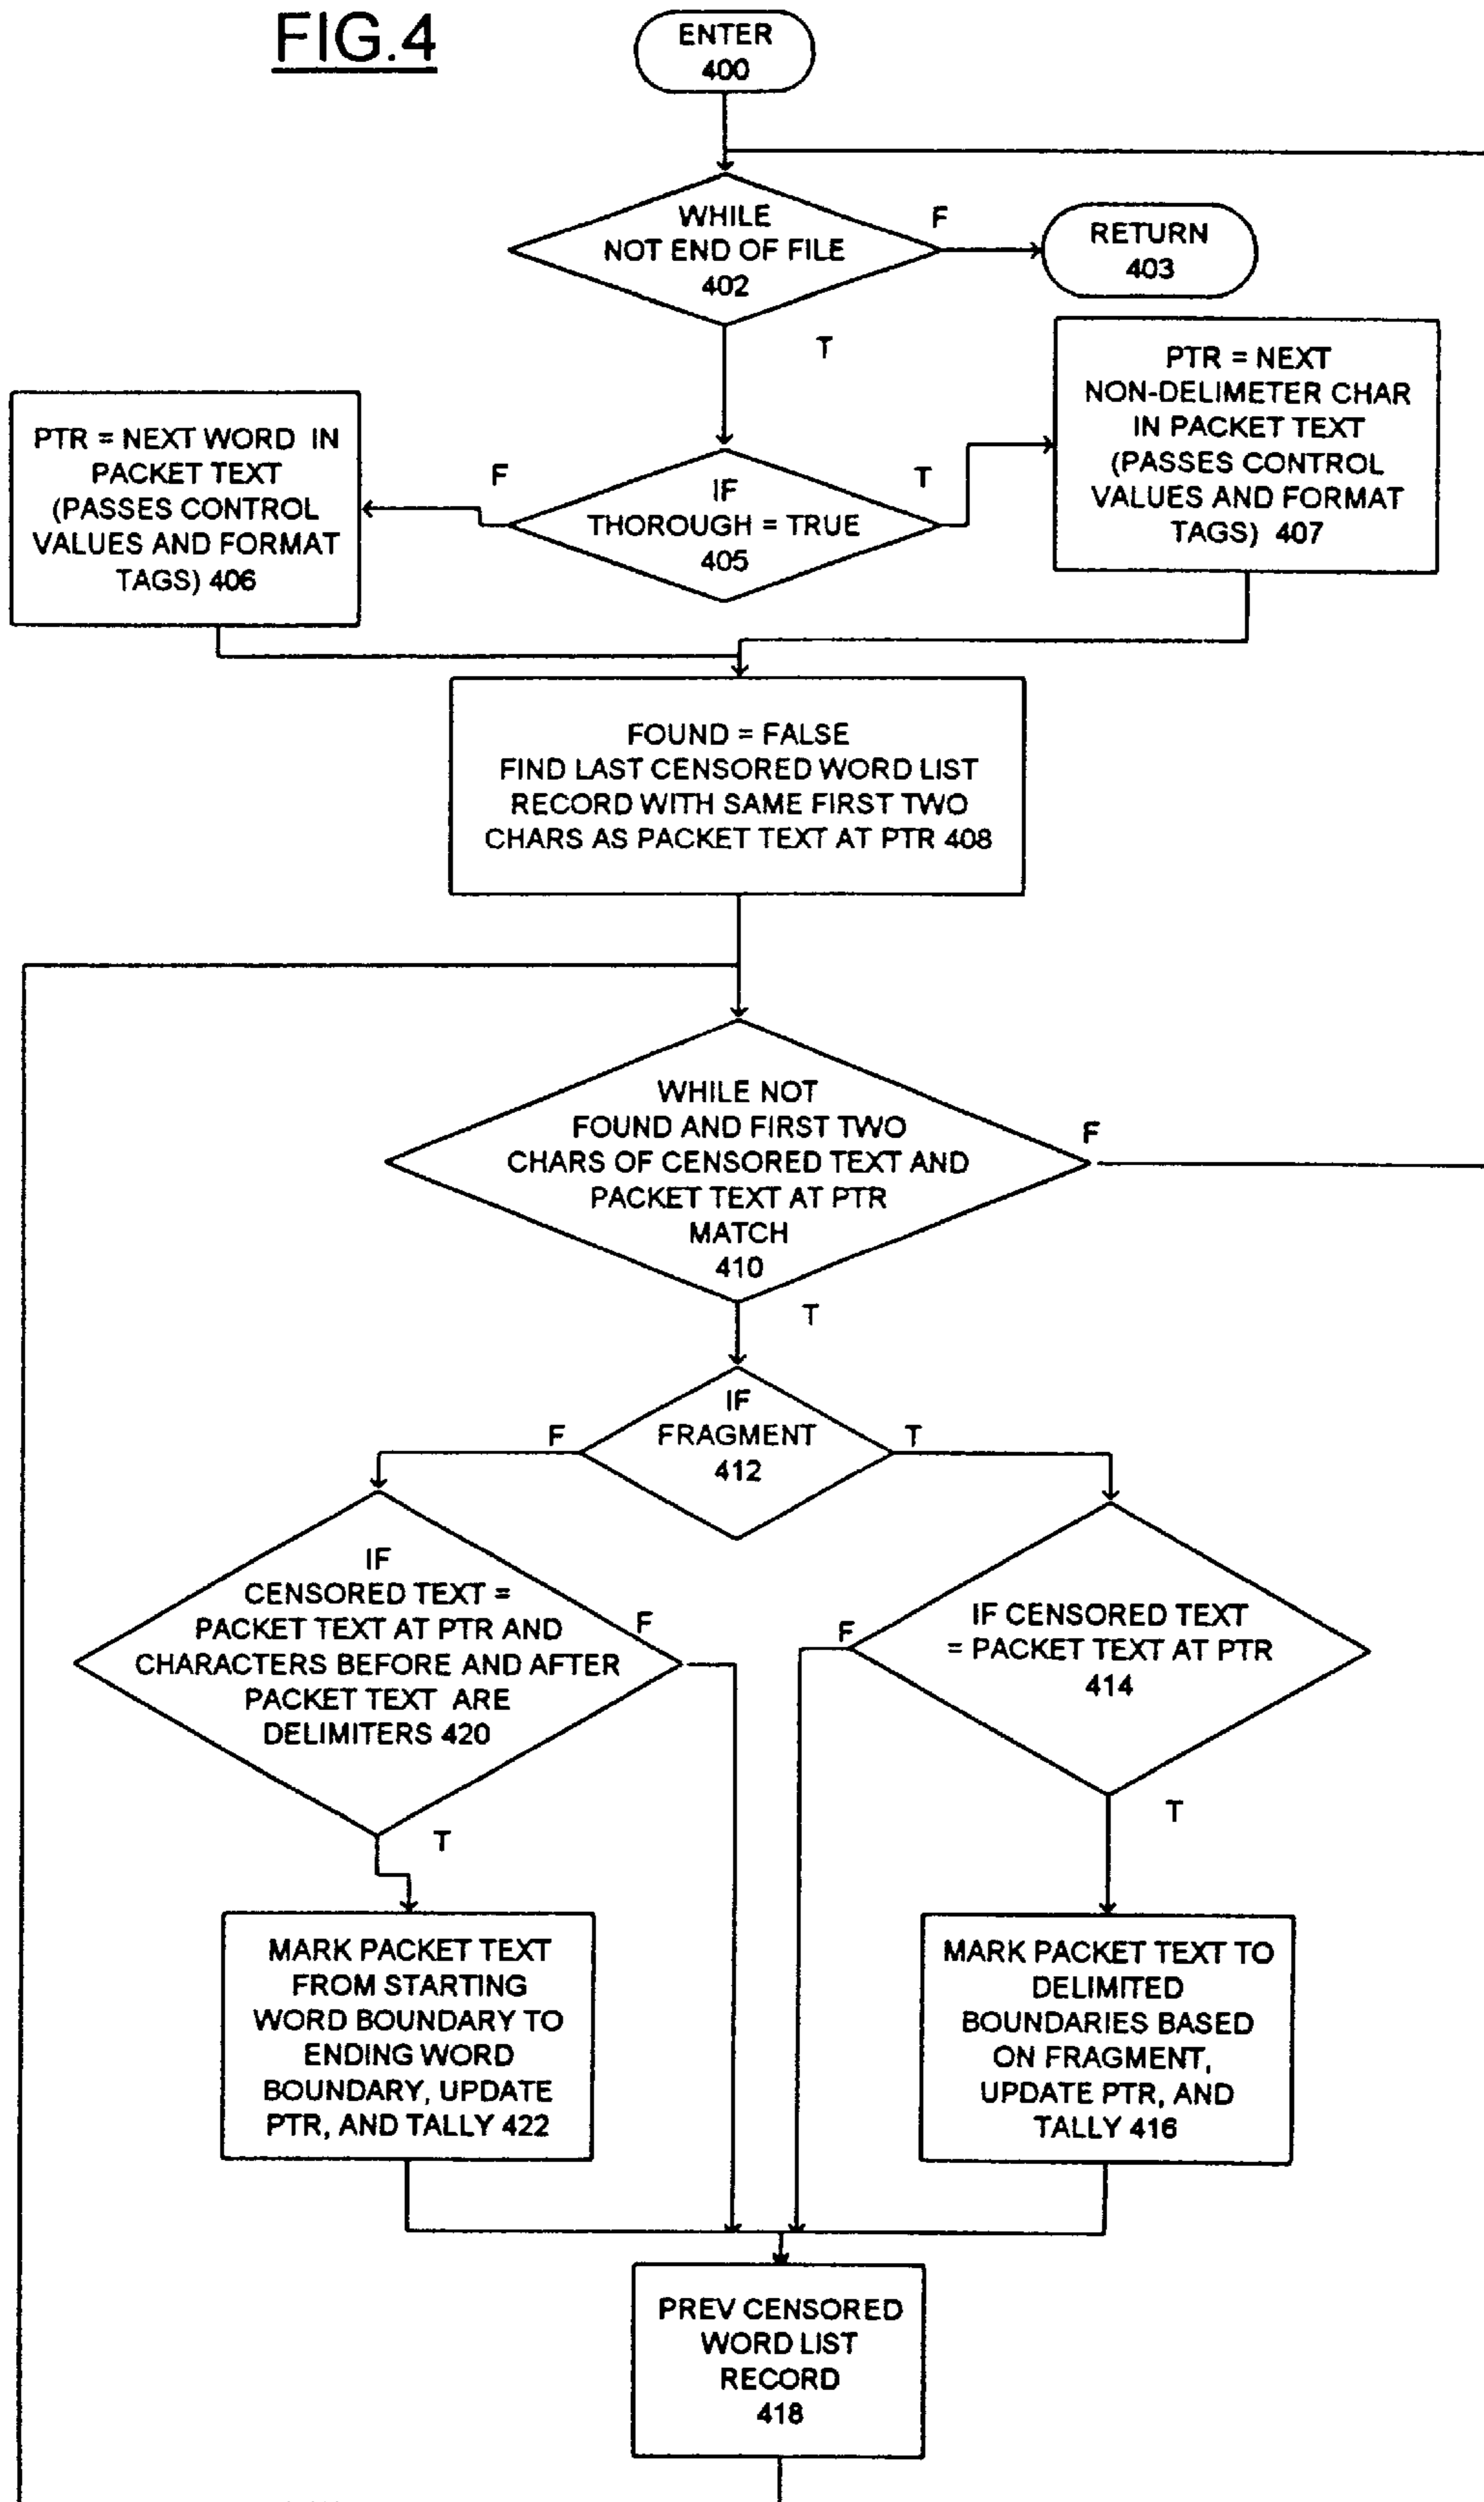 FIG.4
ENTER
400
WHILE
NOT END OF FILE
402
F
RETURN
403
T
PTR = NEXT
NON-DELIMETER CHAR
IN PACKET TEXT
(PASSES CONTROL
VALUES AND FORMAT
TAGS) 407
PTR = NEXT WORD IN
PACKET TEXT
(PASSES CONTROL
VALUES AND FORMAT
TAGS) 406
F
IF
THOROUGH = TRUE
405
T
FOUND = FALSE
FIND LAST CENSORED WORD LIST
RECORD WITH SAME FIRST TWO
CHARS AS PACKET TEXT AT PTR 408
WHILE NOT
FOUND AND FIRST TWO
CHARS OF CENSORED TEXT AND
PACKET TEXT AT PTR
MATCH
410
F
T
IF
FRAGMENT
412
F
T
IF
CENSORED TEXT =
PACKET TEXT AT PTR AND
CHARACTERS BEFORE AND AFTER
PACKET TEXT ARE
DELIMITERS 420
F
T
IF CENSORED TEXT
= PACKET TEXT AT PTR
414
F
T
MARK PACKET TEXT
FROM STARTING
WORD BOUNDARY TO
ENDING WORD
BOUNDARY, UPDATE
PTR, AND TALLY 422
MARK PACKET TEXT TO
DELIMITED
BOUNDARIES BASED
ON FRAGMENT,
UPDATE PTR, AND
TALLY 416
PREV CENSORED
WORD LIST
RECORD
418